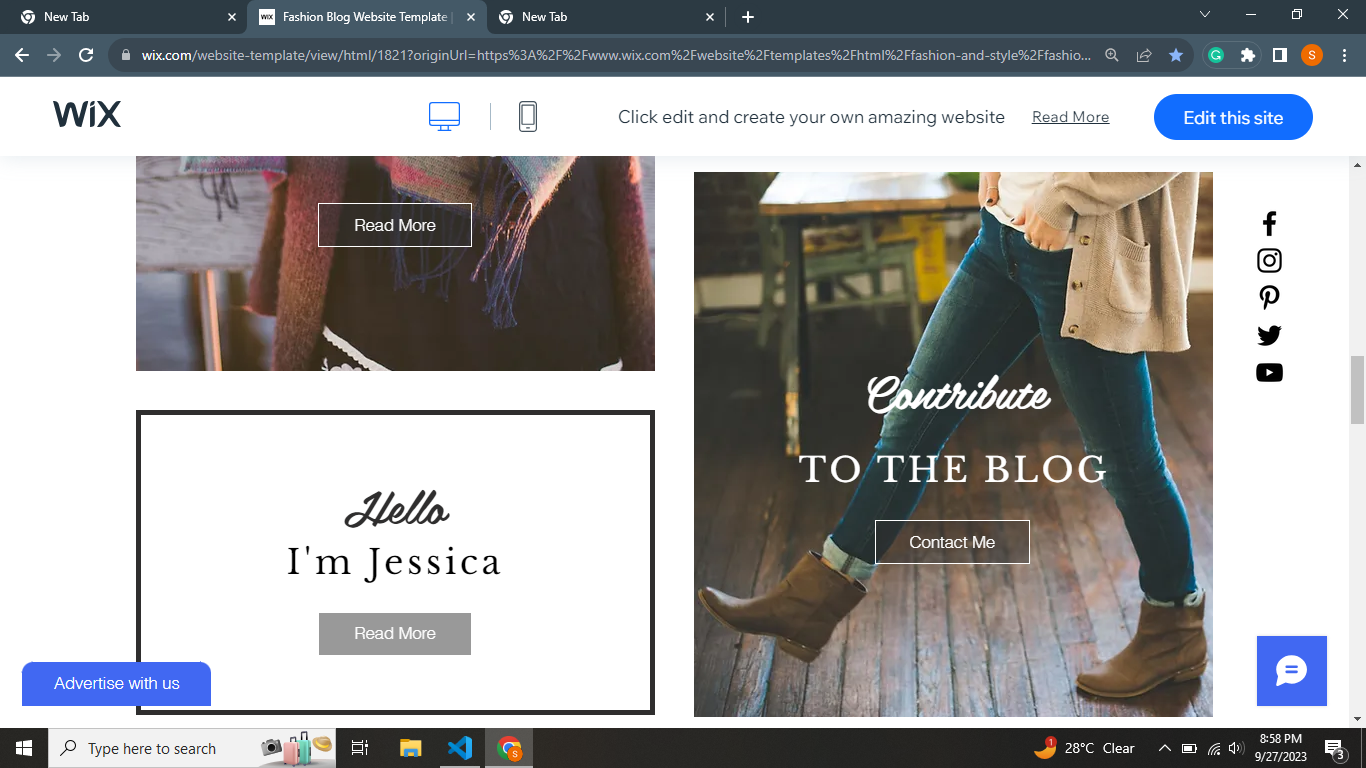 New Tab
WiX
Fashion Blog Website Template |
New Tab
wix.com/website-template/view/html/1821?originUrl=https%3A%2F%2Fwww.wix.com%2Fwebsite%2Ftemplates%2Fhtml%2Ffashion-and-style%2Ffashio...
S
WiX
Click edit and create your own amazing website
Read More
Edit this site
Read More
Contribute
TO THE BLOG
Contact Me
Hello
I'm Jessica
Read More
Advertise with us
Type here to search
S
1
28°C Clear
8:58 PM
9/27/2023
3